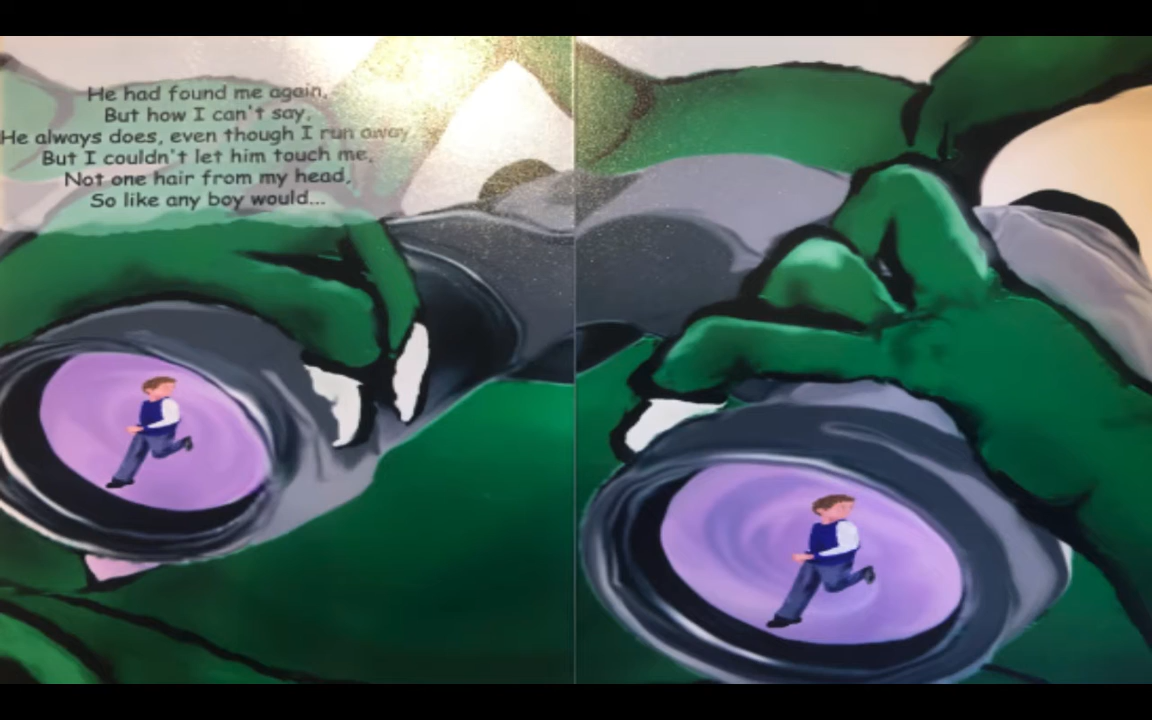 He had found me again,
But how I can't say,
He always does, even though I run away.
But I couldn't let him touch me,
Not one hair from my head,
So like any boy would...